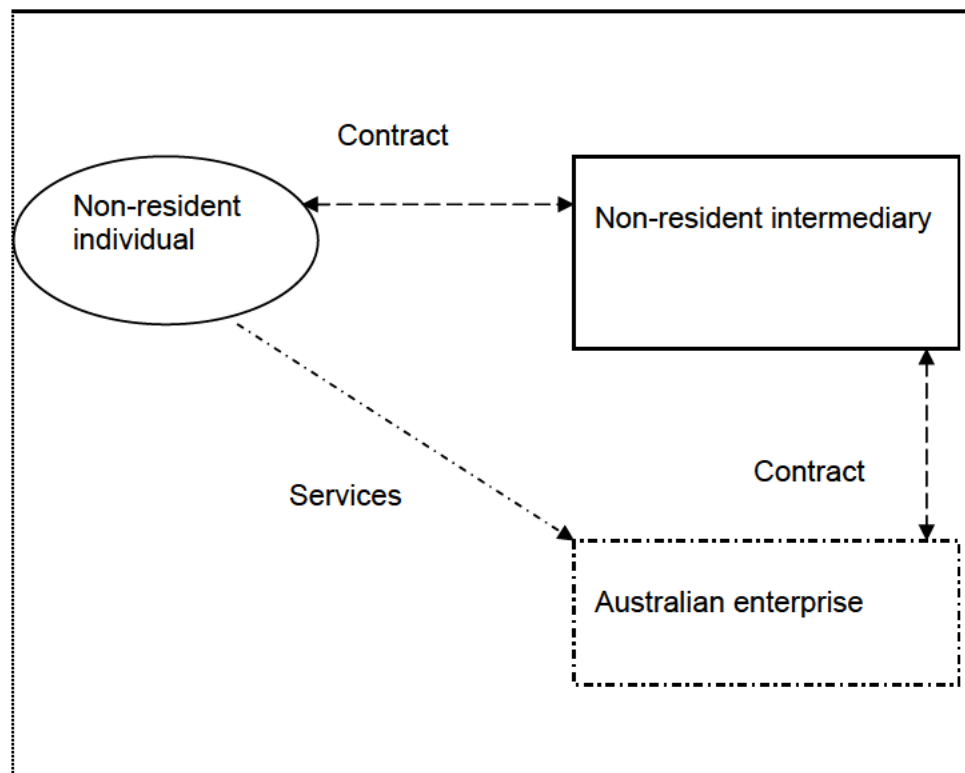 Contract
Non-resident
individual
Non-resident intermediary
Contract
Services
Australian enterprise